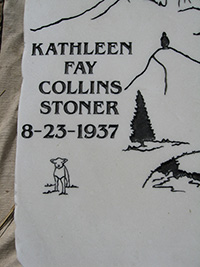 KATHLEEN
FAY
COLLINS
STONER
8-23-1937